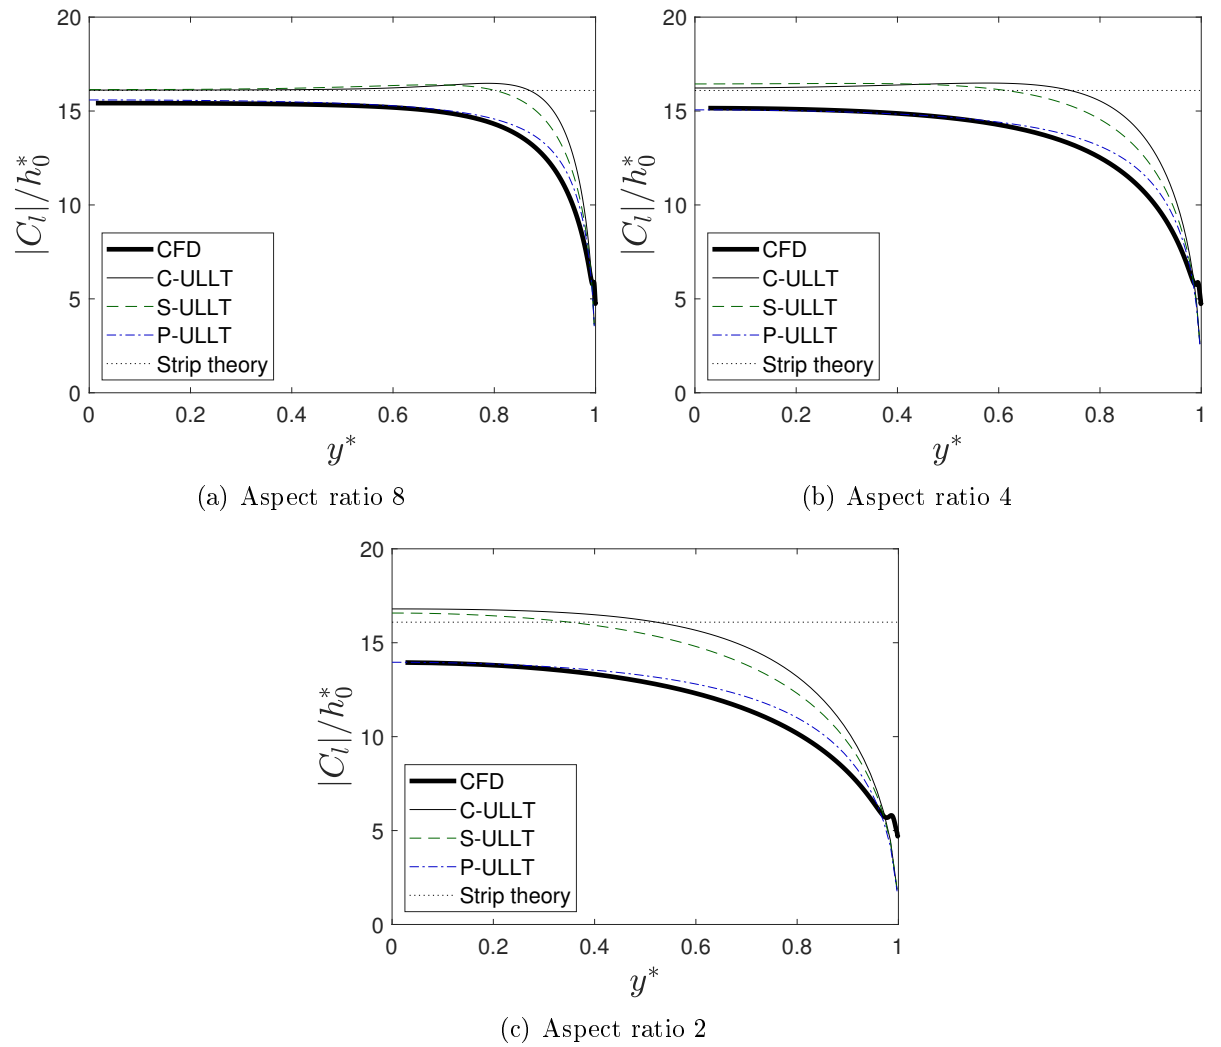 20
15
10
5
0
|C_l|/h_0^*
CFD
C-ULLT
S-ULLT
P-ULLT
Strip theory
0 0.2 0.4 0.6 0.8 1
y*
(a) Aspect ratio 8
20
15
10
5
0
|C_l|/h_0^*
CFD
C-ULLT
S-ULLT
P-ULLT
Strip theory
0 0.2 0.4 0.6 0.8 1
y*
(b) Aspect ratio 4
20
15
10
5
0
|C_l|/h_0^*
CFD
C-ULLT
S-ULLT
P-ULLT
Strip theory
0 0.2 0.4 0.6 0.8 1
y*
(c) Aspect ratio 2